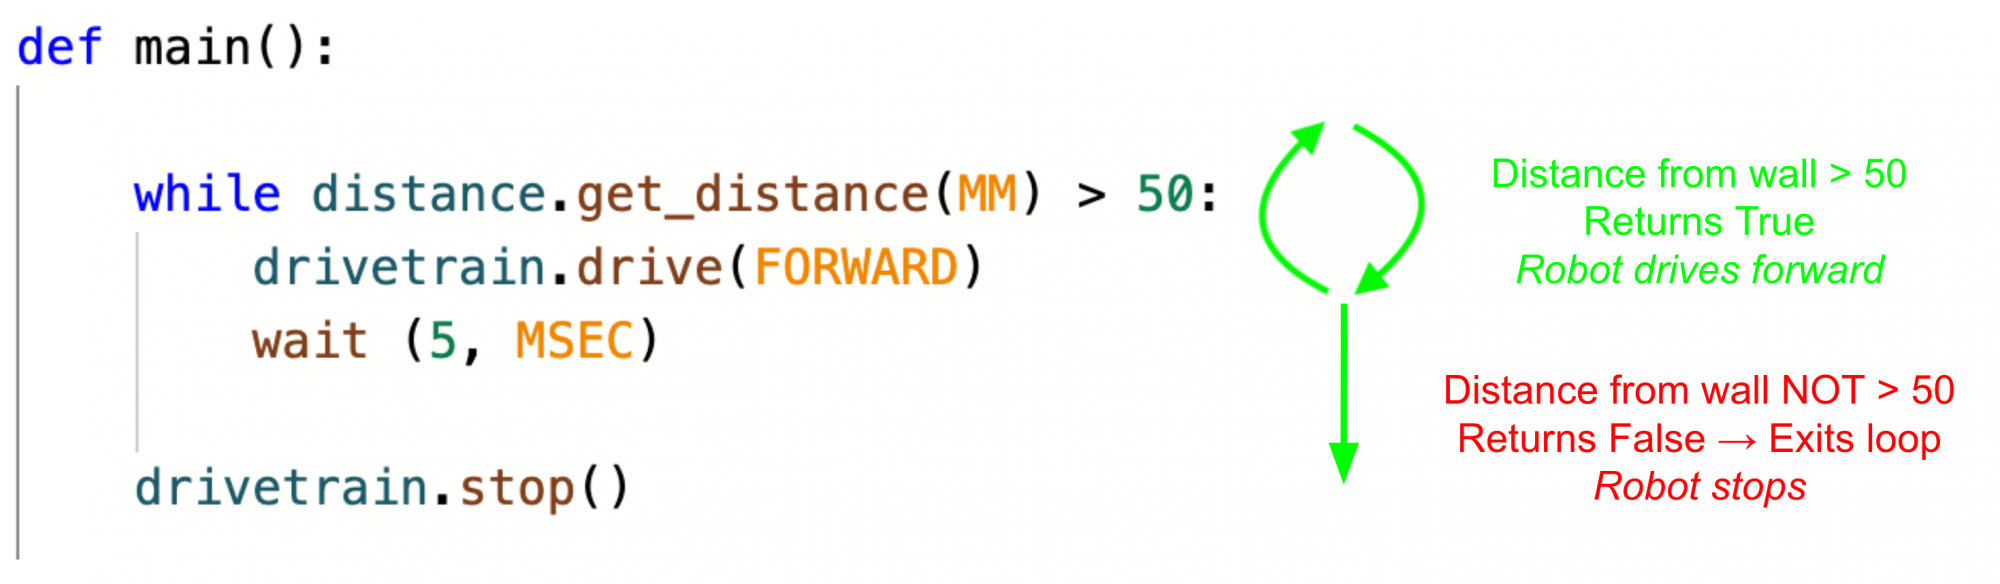 def main():
while distance.get_distance(MM) > 50:
drivetrain.drive(FORWARD)
wait (5, MSEC)
drivetrain.stop()
Distance from wall > 50
Returns True
Robot drives forward
Distance from wall NOT > 50
Returns False → Exits loop
Robot stops